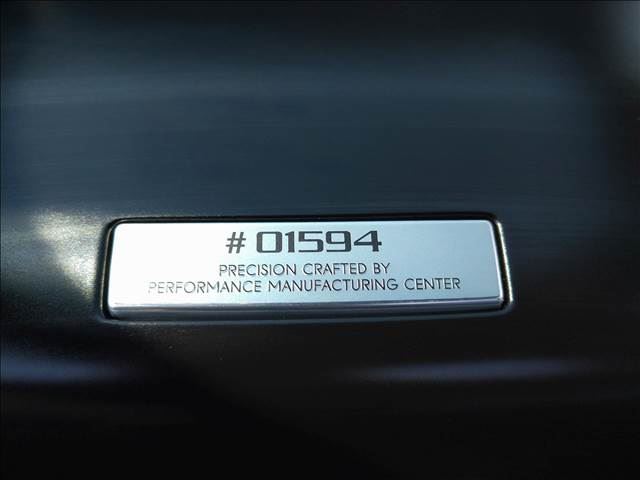 # 01594
PRECISION CRAFTED BY
PERFORMANCE MANUFACTURING CENTER